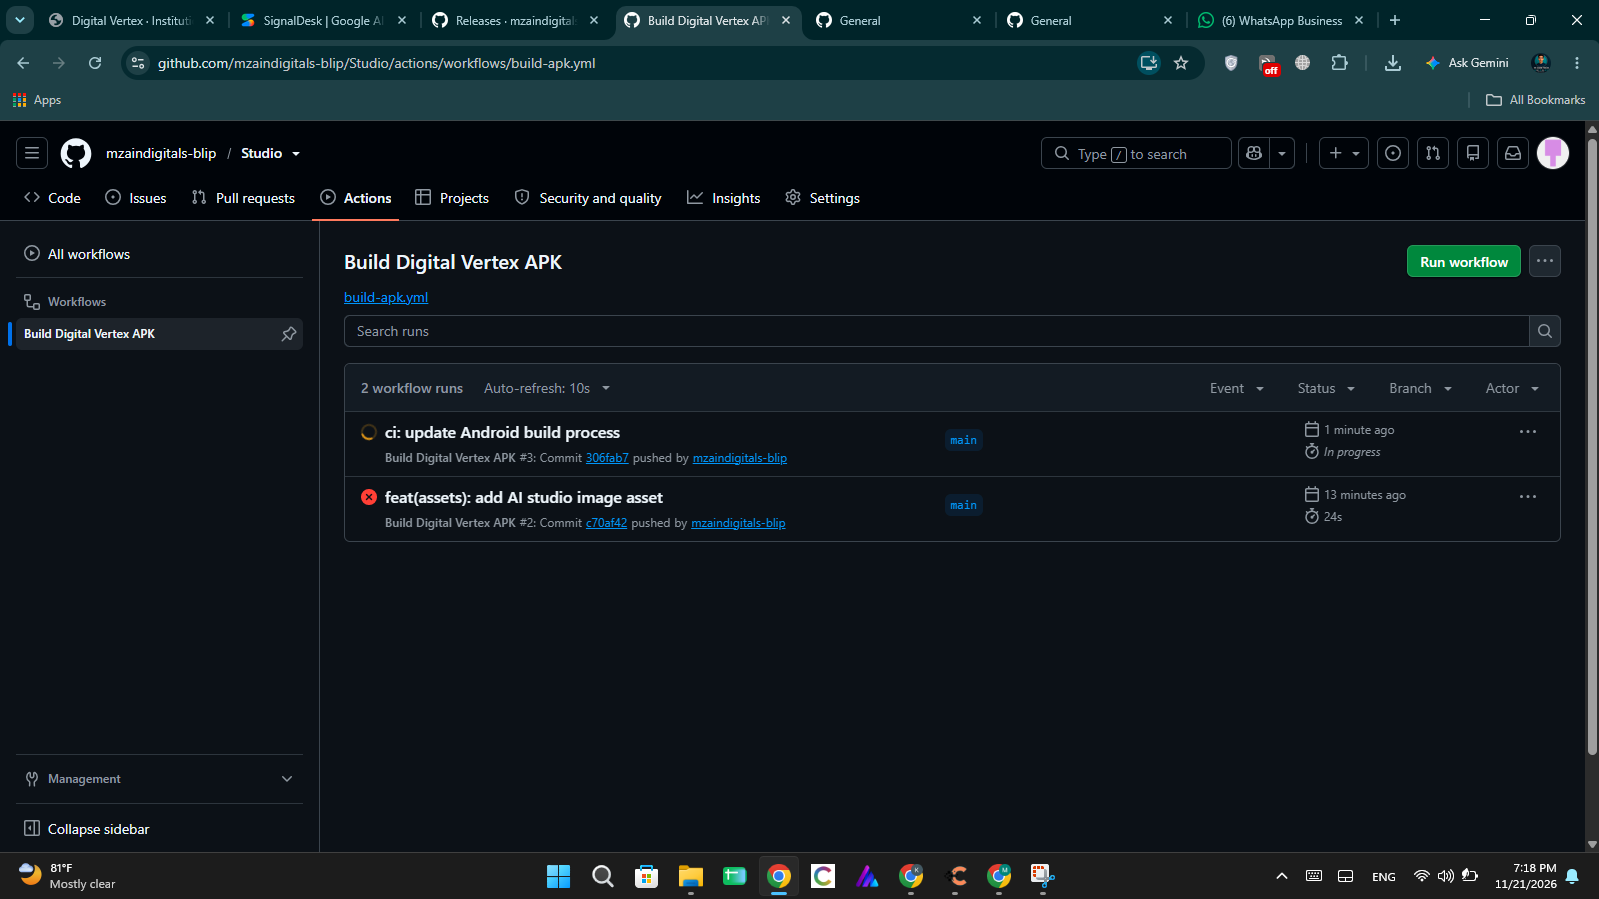 Digital Vertex · Instituti
SignalDesk | Google AI
Releases · mzaindigitals
Build Digital Vertex AP
General
General
(6) WhatsApp Business
github.com/mzaindigitals-blip/Studio/actions/workflows/build-apk.yml
off
Ask Gemini
Apps
All Bookmarks
mzaindigitals-blip / Studio
Type / to search
Code
Issues
Pull requests
Actions
Projects
Security and quality
Insights
Settings
All workflows
Workflows
Build Digital Vertex APK
Management
Collapse sidebar
Build Digital Vertex APK
Run workflow
build-apk.yml
Search runs
2 workflow runs
Auto-refresh: 10s
Event
Status
Branch
Actor
ci: update Android build process
Build Digital Vertex APK #3: Commit 306fab7 pushed by mzaindigitals-blip
main
1 minute ago
In progress
feat(assets): add AI studio image asset
Build Digital Vertex APK #2: Commit c70af42 pushed by mzaindigitals-blip
main
13 minutes ago
24s
81°F
Mostly clear
ENG
7:18 PM
11/21/2026